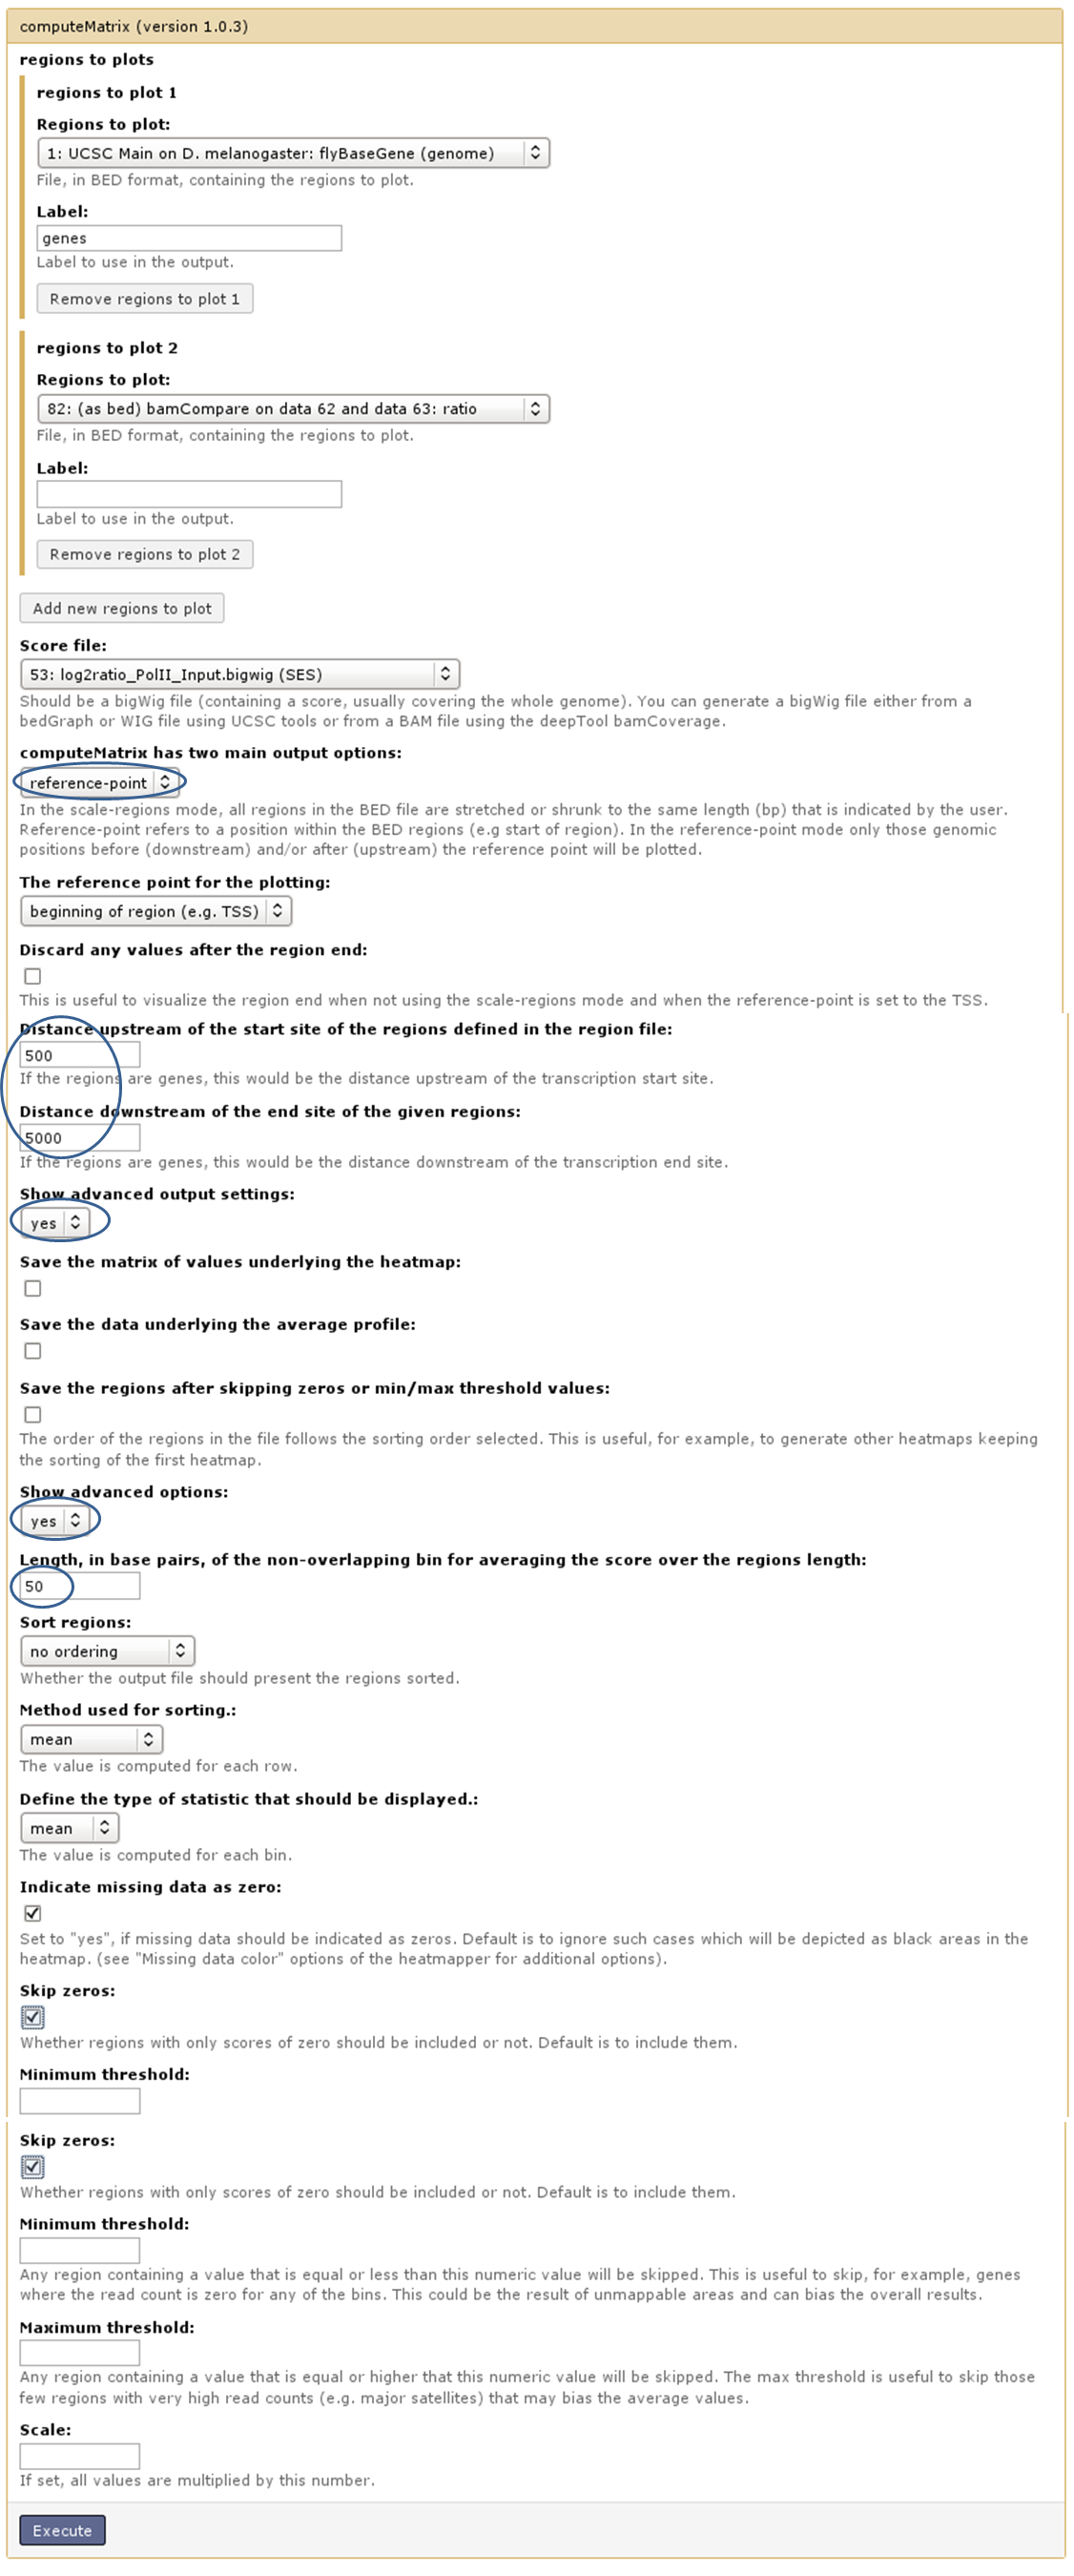 computeMatrix (version 1.0.3)
regions to plots
regions to plot 1
Regions to plot:
1: UCSC Main on D. melanogaster: flyBaseGene (genome)
File, in BED format, containing the regions to plot.
Label:
genes
Label to use in the output.
Remove regions to plot 1
regions to plot 2
Regions to plot:
82: (as bed) bamCompare on data 62 and data 63: ratio
File, in BED format, containing the regions to plot.
Label:
Label to use in the output.
Remove regions to plot 2
Add new regions to plot
Score file:
53: log2ratio_PolII_Input.bigwig (SES)
Should be a bigWig file (containing a score, usually covering the whole genome). You can generate a bigWig file either from a
bedGraph or WIG file using UCSC tools or from a BAM file using the deepTool bamCoverage.
computeMatrix has two main output options:
reference-point
In the scale-regions mode, all regions in the BED file are stretched or shrunk to the same length (bp) that is indicated by the user.
Reference-point refers to a position within the BED regions (e.g start of region). In the reference-point mode only those genomic
positions before (downstream) and/or after (upstream) the reference point will be plotted.
The reference point for the plotting:
beginning of region (e.g. TSS)
Discard any values after the region end:
This is useful to visualize the region end when not using the scale-regions mode and when the reference-point is set to the TSS.
Distance upstream of the start site of the regions defined in the region file:
500
If the regions are genes, this would be the distance upstream of the transcription start site.
Distance downstream of the end site of the given regions:
5000
If the regions are genes, this would be the distance downstream of the transcription end site.
Show advanced output settings:
yes
Save the matrix of values underlying the heatmap:
Save the data underlying the average profile:
Save the regions after skipping zeros or min/max threshold values:
The order of the regions in the file follows the sorting order selected. This is useful, for example, to generate other heatmaps keeping
the sorting of the first heatmap.
Show advanced options:
yes
Length, in base pairs, of the non-overlapping bin for averaging the score over the regions length:
50
Sort regions:
no ordering
Whether the output file should present the regions sorted.
Method used for sorting.:
mean
The value is computed for each row.
Define the type of statistic that should be displayed.:
mean
The value is computed for each bin.
Indicate missing data as zero:
Set to "yes", if missing data should be indicated as zeros. Default is to ignore such cases which will be depicted as black areas in the
heatmap. (see "Missing data color" options of the heatmapper for additional options).
Skip zeros:
Whether regions with only scores of zero should be included or not. Default is to include them.
Minimum threshold:
Skip zeros:
Whether regions with only scores of zero should be included or not. Default is to include them.
Minimum threshold:
Any region containing a value that is equal or less than this numeric value will be skipped. This is useful to skip, for example, genes
where the read count is zero for any of the bins. This could be the result of unmappable areas and can bias the overall results.
Maximum threshold:
Any region containing a value that is equal or higher that this numeric value will be skipped. The max threshold is useful to skip those
few regions with very high read counts (e.g. major satellites) that may bias the average values.
Scale:
If set, all values are multiplied by this number.
Execute